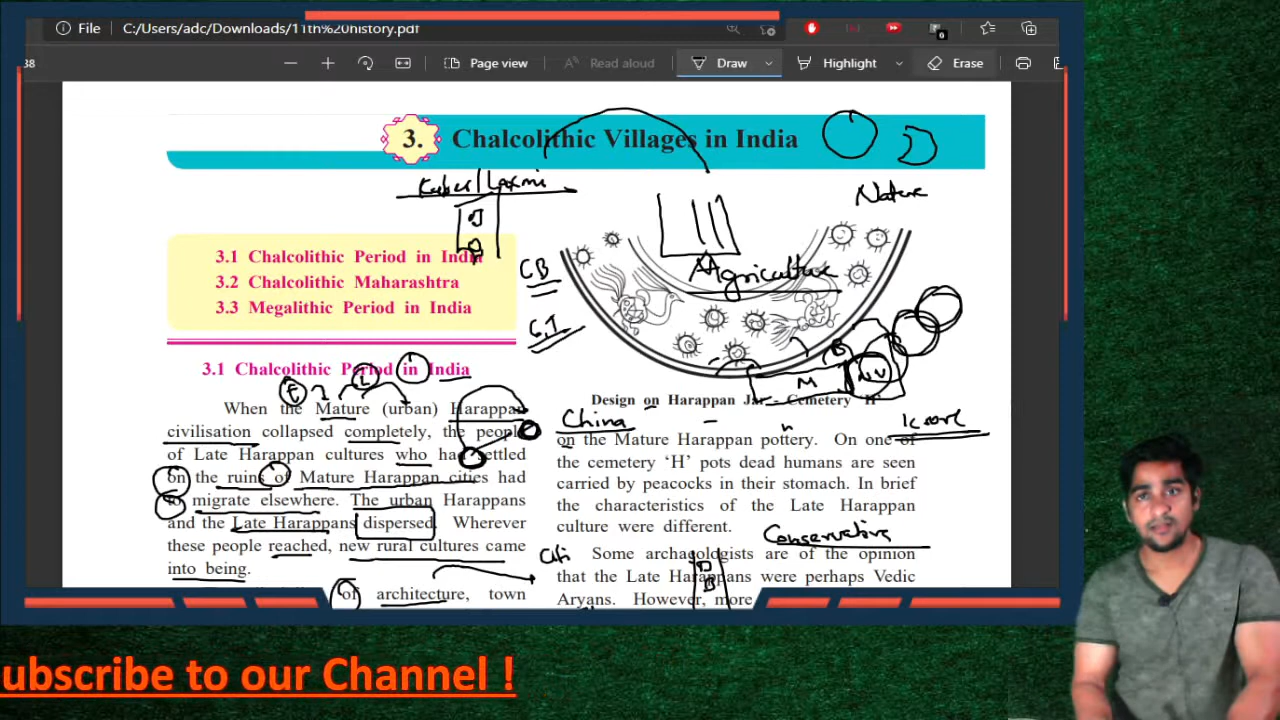 File C:/Users/adc/Downloads/11th%20history.pdf
38
Page view
Read aloud
Draw
Highlight
Erase
3. Chalcolithic Villages in India
Kuber/Laxmi
Nature
3.1 Chalcolithic Period in India
3.2 Chalcolithic Maharashtra
3.3 Megalithic Period in India
CB
Agriculture
3.1 Chalcolithic Period in India
E
L
M
B
Design on Harappan Jar - Cemetery 'H'
When the Mature (urban) Harappan
civilisation collapsed completely, the people
of Late Harappan cultures who had settled
on the ruins of Mature Harappan cities had
to migrate elsewhere. The urban Harappans
and the Late Harappans dispersed. Wherever
these people reached, new rural cultures came
into being.
of architecture, town
China
1 crore
on the Mature Harappan pottery. On one of
the cemetery 'H' pots dead humans are seen
carried by peacocks in their stomach. In brief
the characteristics of the Late Harappan
culture were different.
Conservative
Some archaeologists are of the opinion
that the Late Harappans were perhaps Vedic
Aryans. However, more
ubscribe to our Channel !